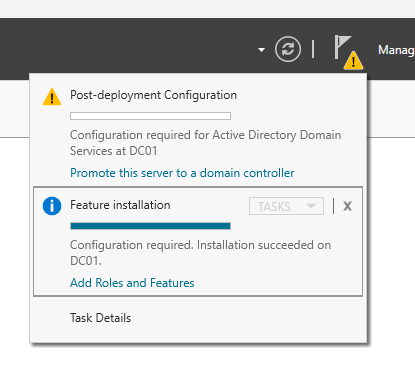 Manag
Post-deployment Configuration
Configuration required for Active Directory Domain
Services at DC01
Promote this server to a domain controller
Feature installation
TASKS
X
Configuration required. Installation succeeded on
DC01.
Add Roles and Features
Task Details